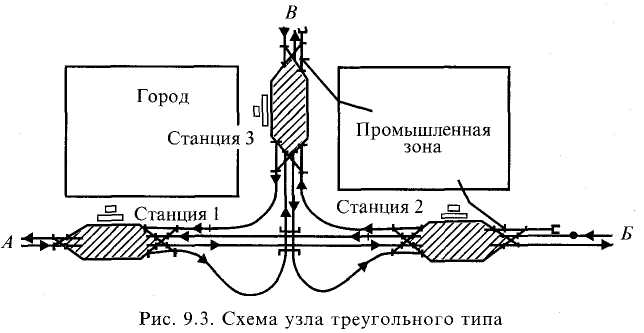 В
Город
Промышленная
зона
Станция 3
Станция 1
Станция 2
А
Б
Рис. 9.3. Схема узла треугольного типа